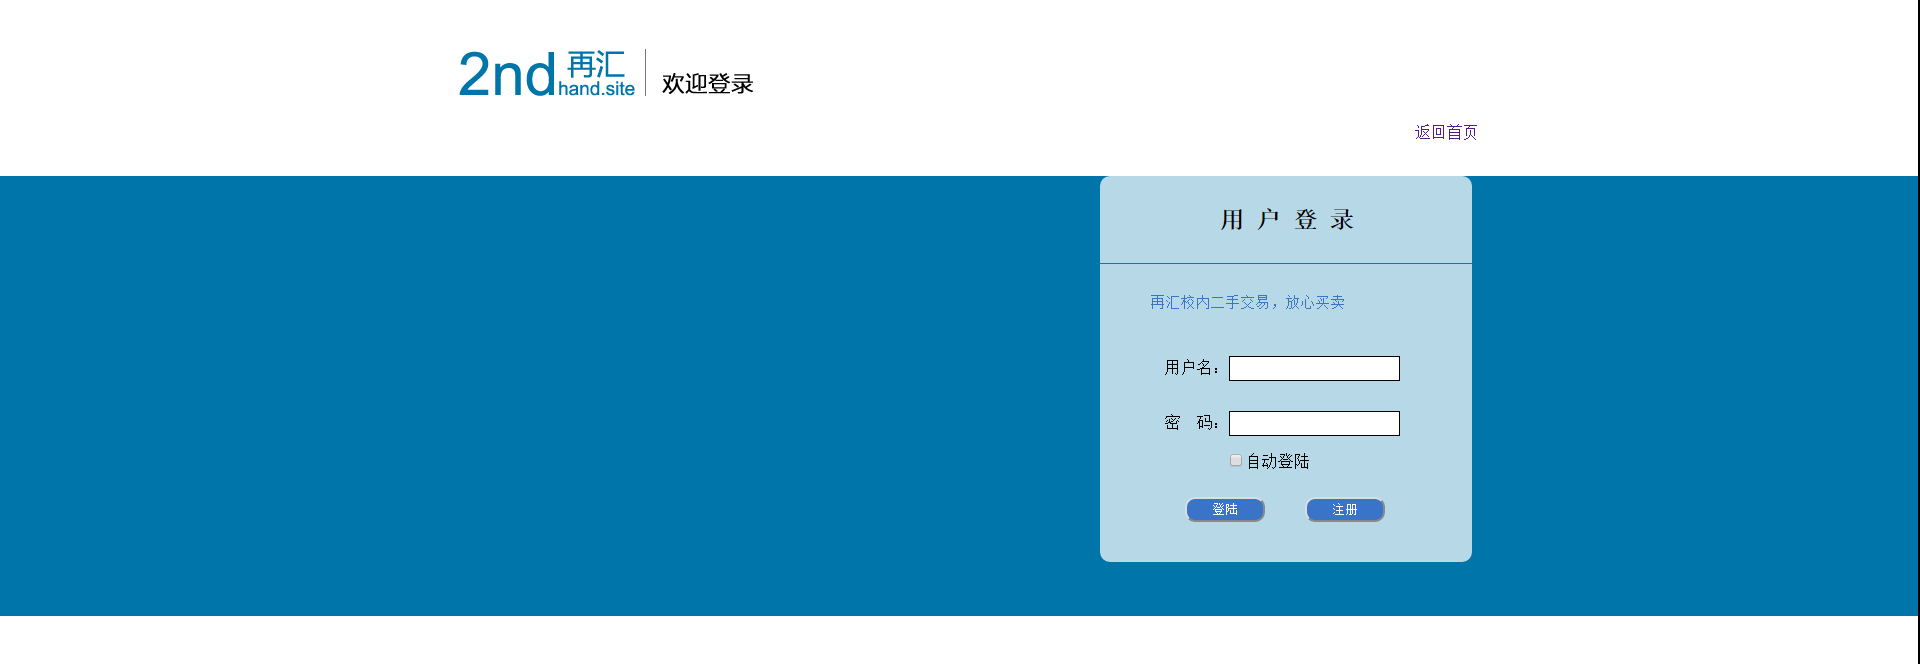 2nd 再汇
hand.site
欢迎登录
返回首页
用户登录
再汇校内二手交易，放心买卖
用户名：
密 码：
自动登陆
登陆 注册